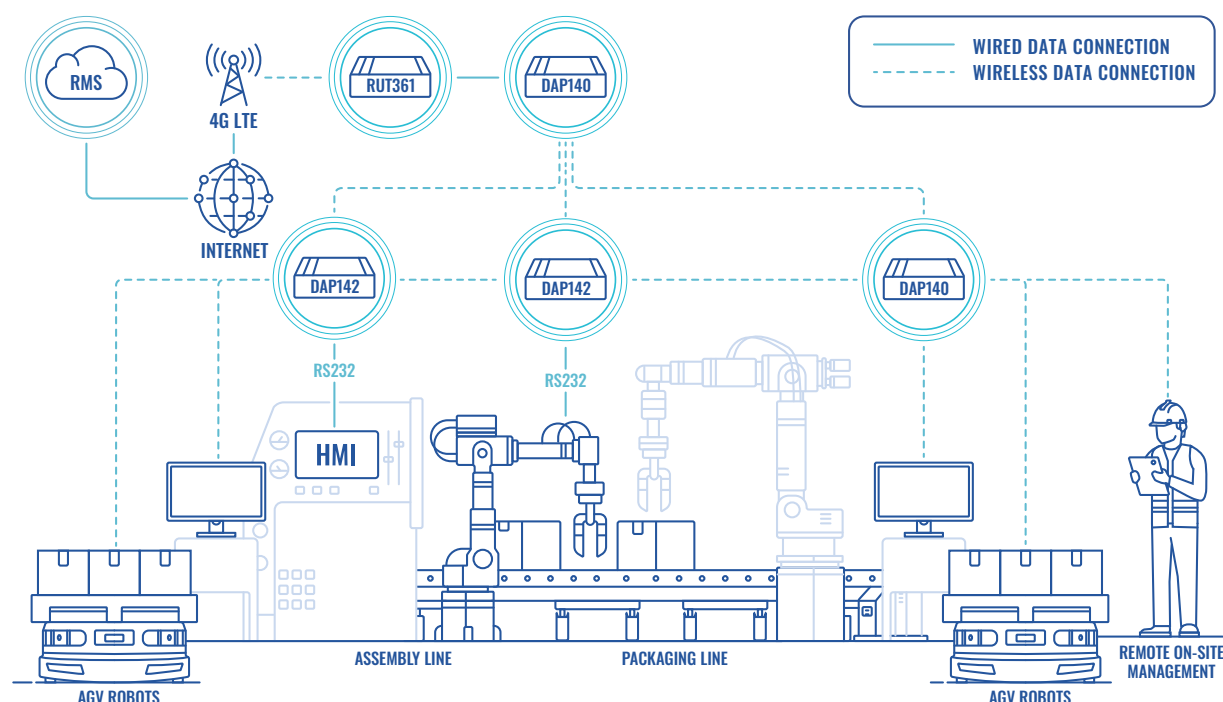 RMS
4G LTE
RUT361
DAP140
WIRED DATA CONNECTION
WIRELESS DATA CONNECTION
INTERNET
DAP142
DAP142
DAP140
RS232
RS232
HMI
ASSEMBLY LINE
PACKAGING LINE
REMOTE ON-SITE
MANAGEMENT
AGV ROBOTS
AGV ROBOTS